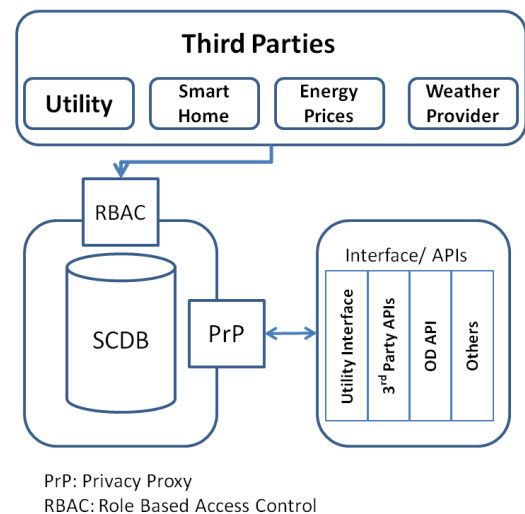 Third Parties
Utility
Smart
Home
Energy
Prices
Weather
Provider
RBAC
SCDB
PrP
Interface/ APIs
Utility Interface
3rd Party APIs
OD API
Others
PrP: Privacy Proxy
RBAC: Role Based Access Control